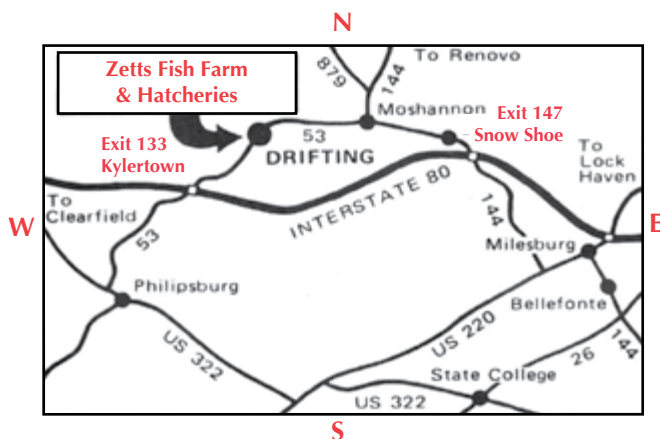 N
Zetts Fish Farm
& Hatcheries
879
144
To Renovo
Moshannon
Exit 147
Snow Shoe
53
DRIFTING
Exit 133
Kylertown
To
Lock
Haven
To
Clearfield
INTERSTATE 80
144
W
E
53
Milesburg
Philipsburg
Bellefonte
US 220
US 322
26
144
State College
US 322
S